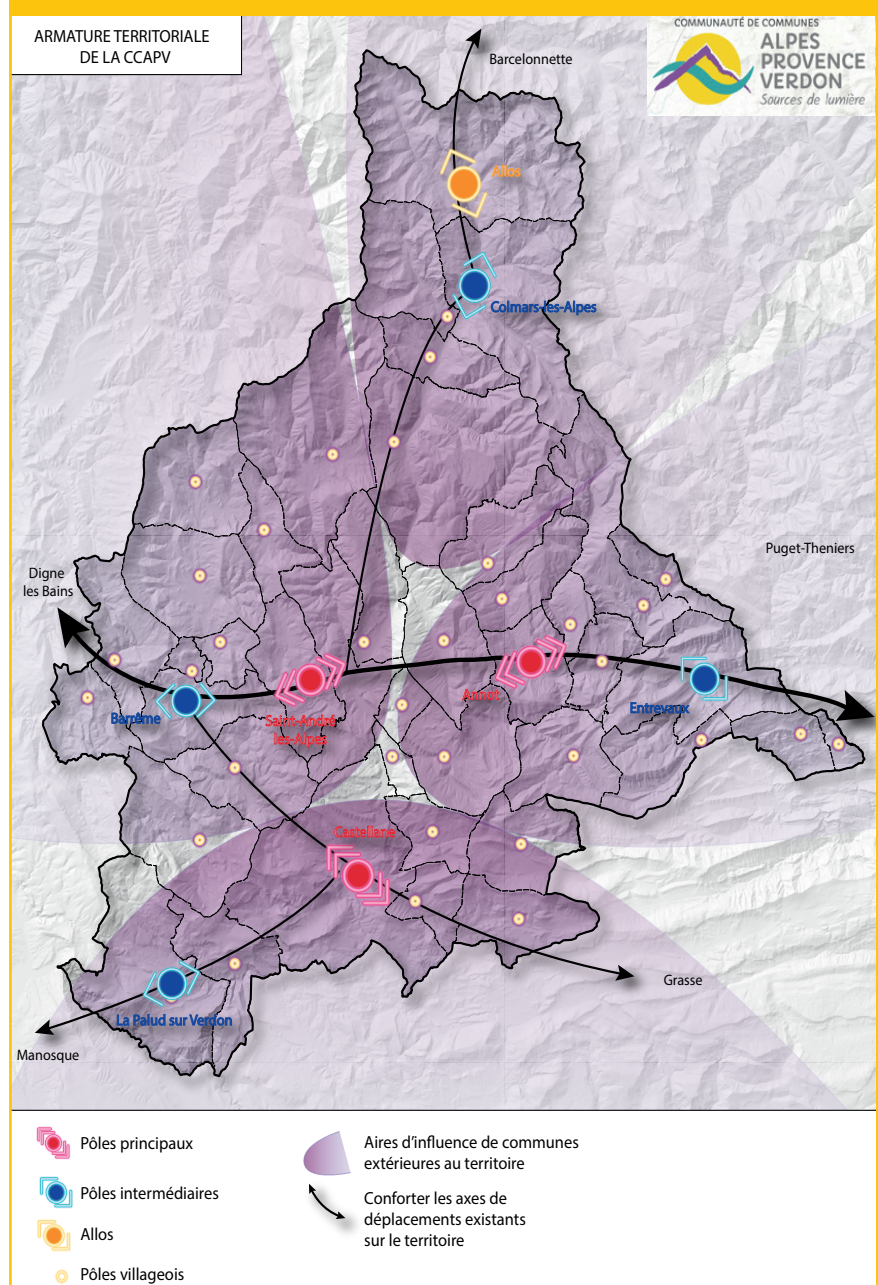 ARMATURE TERRITORIALE
DE LA CCAPV
COMMUNAUTÉ DE COMMUNES
ALPES
PROVENCE
VERDON
Sources de lumière
Barcelonnette
Allos
Colmars-les-Alpes
Puget-Theniers
Digne
les Bains
Annot
Entrevaux
Barrême
Saint-André
les-Alpes
Castellane
Grasse
La Palud sur Verdon
Manosque
Pôles principaux
Pôles intermédiaires
Allos
Pôles villageois
Aires d’influence de communes
extérieures au territoire
Conforter les axes de
déplacements existants
sur le territoire